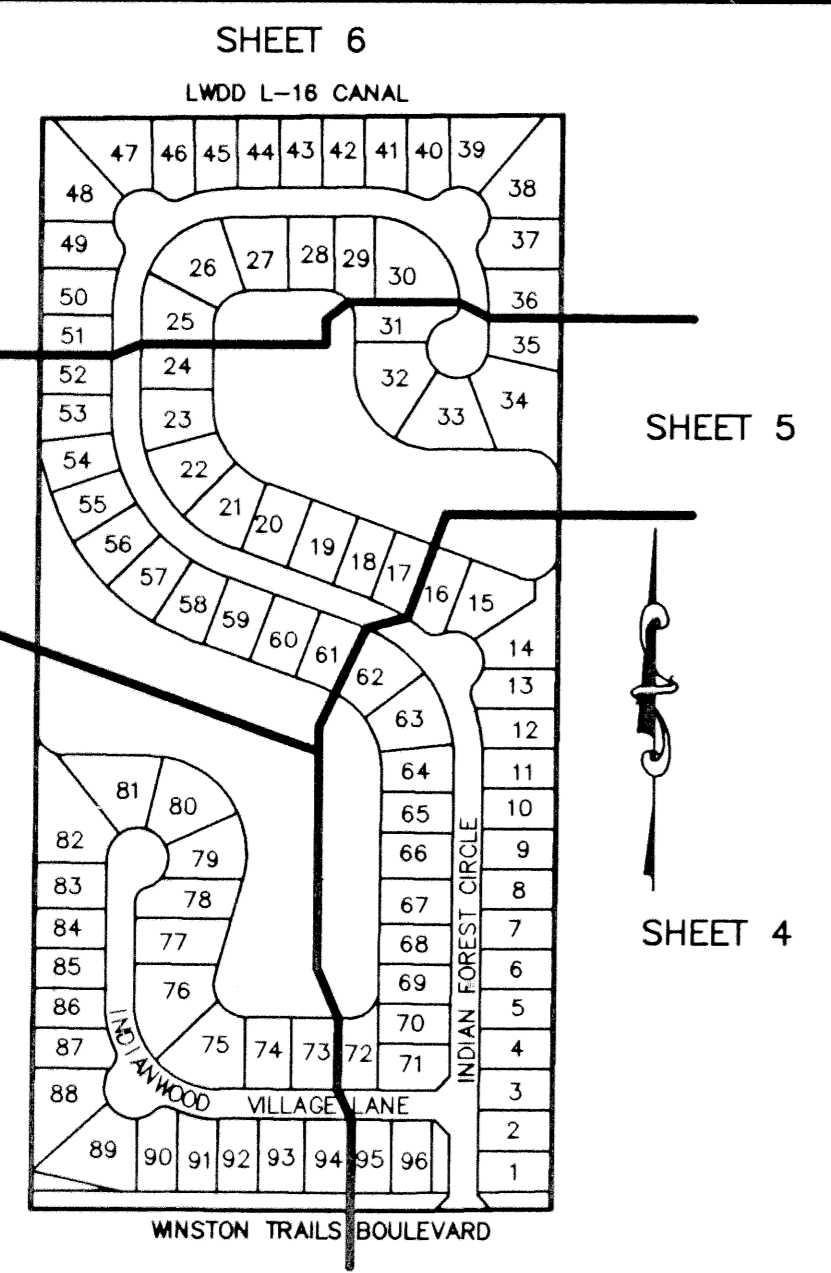 SHEET 6
LWDD L-16 CANAL
47 46 45 44 43 42 41 40 39
48 38
49 37
26 27 28 29 30
50 36
25 31
51 35
52 24
32 34
53 23 33
SHEET 5
54 22
55 21 20 19 18 17 16 15
56
57
58 59 60 61 62
14
13
63 12
64 11
81 80 65 10
82 79 66 9
83 78 67 8
84 77 68 7
SHEET 4
85 76 69 6
86 70 5
87 75 74 73 72 71 4
88 3
INDIAN FOREST CIRCLE
INDIANWOOD VILLAGE LANE
2
89 90 91 92 93 94 95 96 1
WINSTON TRAILS BOULEVARD